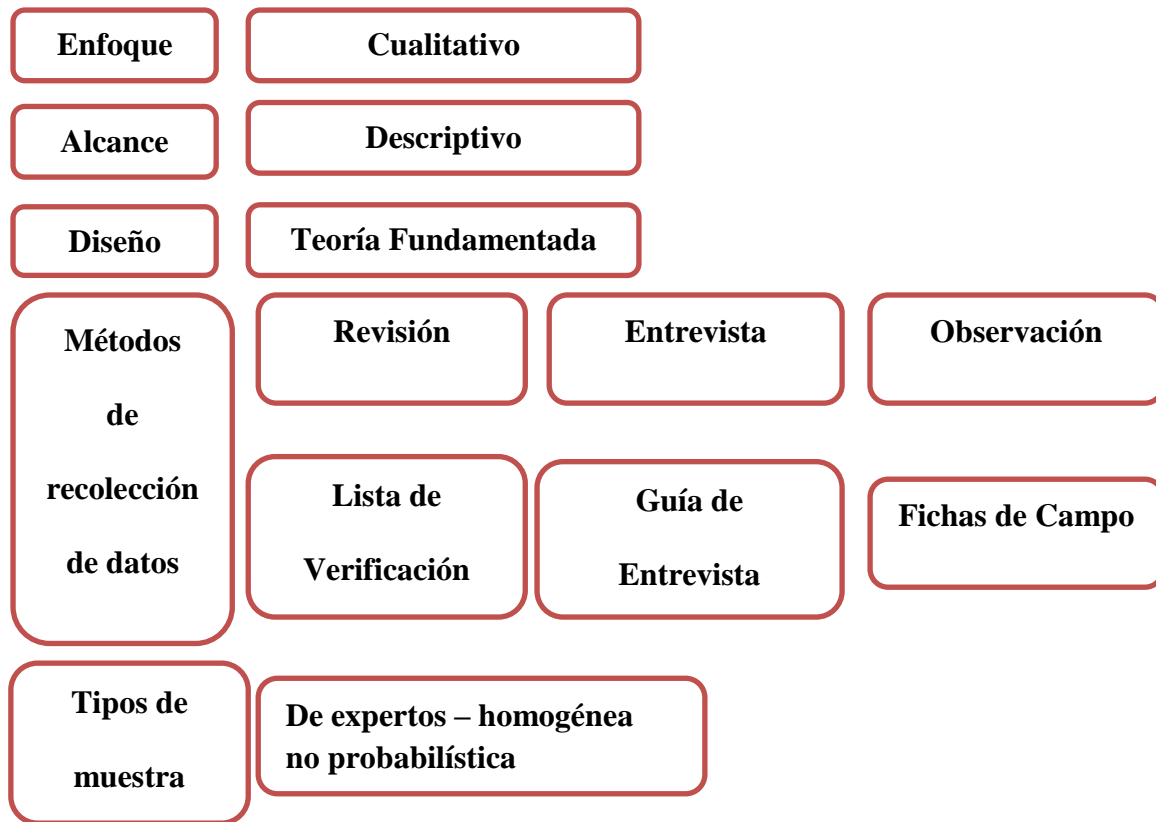 Enfoque
Cualitativo
Alcance
Descriptivo
Diseño
Teoría Fundamentada
Métodos
de
recolección
de datos
Revisión
Entrevista
Observación
Lista de
Verificación
Guía de
Entrevista
Fichas de Campo
Tipos de
muestra
De expertos – homogénea
no probabilística